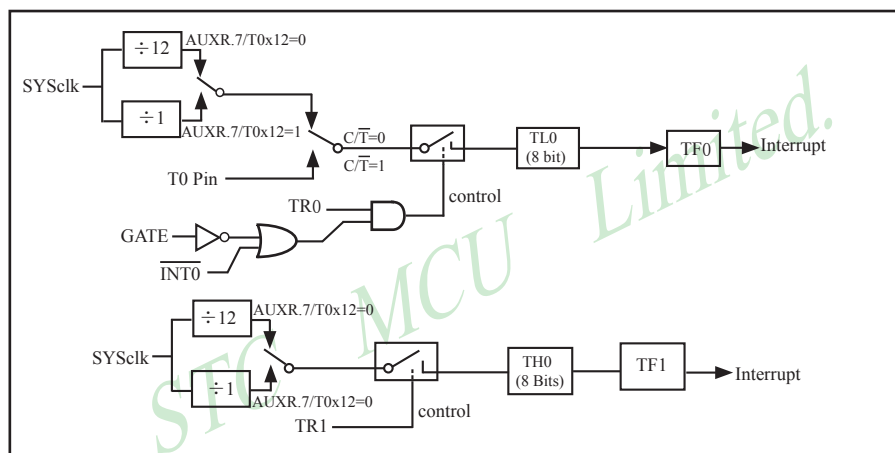 ÷12
AUXR.7/T0x12=0
SYSclk
÷1
AUXR.7/T0x12=1
C/T̅=0
C/T̅=1
T0 Pin
TL0
(8 bit)
TF0
Interrupt
control
TR0
GATE
I̅N̅T̅0̅
÷12
AUXR.7/T0x12=0
SYSclk
÷1
AUXR.7/T0x12=0
TH0
(8 Bits)
TF1
Interrupt
control
TR1
STC MCU Limited.